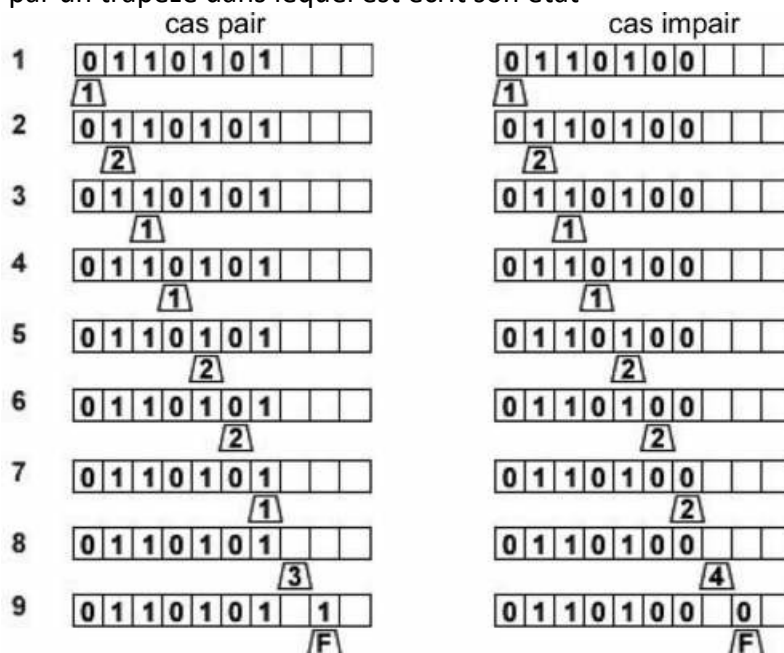 par un trapèze dans lequel est écrit son état
cas pair cas impair
1 0 1 1 0 1 0 1 0 1 1 0 1 0 0
1 1
2 0 1 1 0 1 0 1 0 1 1 0 1 0 0
2 2
3 0 1 1 0 1 0 1 0 1 1 0 1 0 0
1 1
4 0 1 1 0 1 0 1 0 1 1 0 1 0 0
1 1
5 0 1 1 0 1 0 1 0 1 1 0 1 0 0
2 2
6 0 1 1 0 1 0 1 0 1 1 0 1 0 0
2 2
7 0 1 1 0 1 0 1 0 1 1 0 1 0 0
1 2
8 0 1 1 0 1 0 1 0 1 1 0 1 0 0
3 4
9 0 1 1 0 1 0 1 1 0 1 1 0 1 0 0 0
F F